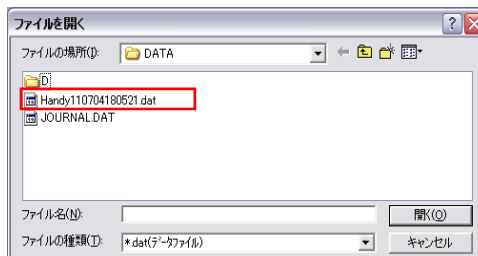 ファイルを開く
ファイルの場所(I): DATA
D
Handy110704180521.dat
JOURNAL.DAT
ファイル名(N): 開く(O)
ファイルの種類(T): *.dat(ﾃﾞｰﾀﾌｧｲﾙ) キャンセル